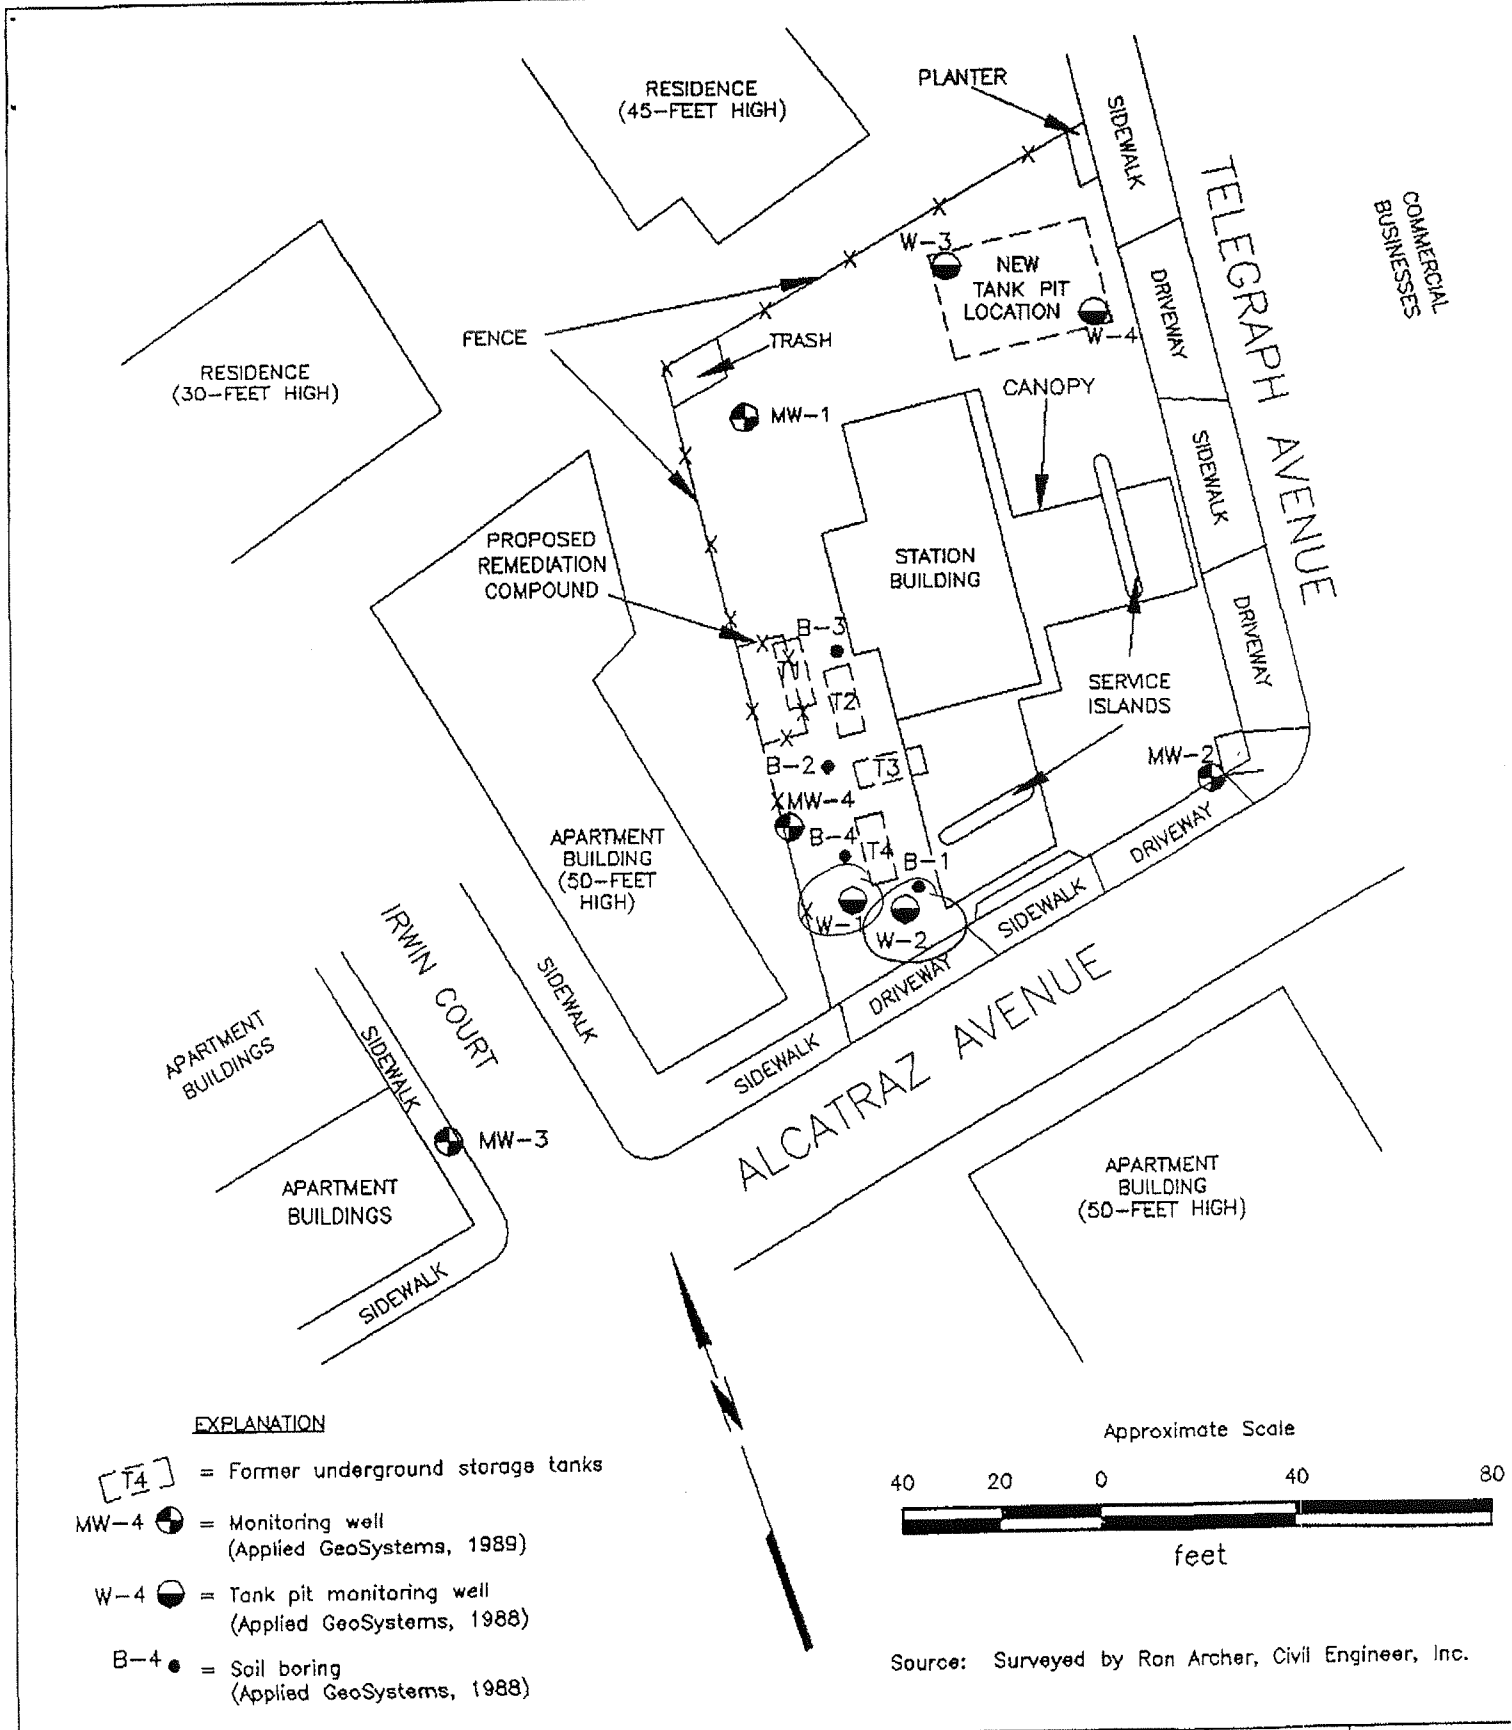 RESIDENCE
(45-FEET HIGH)
PLANTER
SIDEWALK
TELEGRAPH AVENUE
COMMERCIAL
BUSINESSES
W-3
NEW
TANK PIT
LOCATION
W-4
DRIVEWAY
FENCE
TRASH
RESIDENCE
(30-FEET HIGH)
CANOPY
MW-1
SIDEWALK
PROPOSED
REMEDIATION
COMPOUND
STATION
BUILDING
DRIVEWAY
B-3
T1
T2
SERVICE
ISLANDS
MW-2
B-2
T3
MW-4
B-4
T4
B-1
DRIVEWAY
APARTMENT
BUILDING
(50-FEET
HIGH)
W-1
W-2
SIDEWALK
IRWIN COURT
SIDEWALK
DRIVEWAY
ALCATRAZ AVENUE
APARTMENT
BUILDINGS
SIDEWALK
SIDEWALK
MW-3
APARTMENT
BUILDINGS
APARTMENT
BUILDING
(50-FEET HIGH)
SIDEWALK
EXPLANATION
T4 = Former underground storage tanks
MW-4 = Monitoring well
(Applied GeoSystems, 1989)
W-4 = Tank pit monitoring well
(Applied GeoSystems, 1988)
B-4 = Soil boring
(Applied GeoSystems, 1988)
Approximate Scale
40 20 0 40 80
feet
Source: Surveyed by Ron Archer, Civil Engineer, Inc.